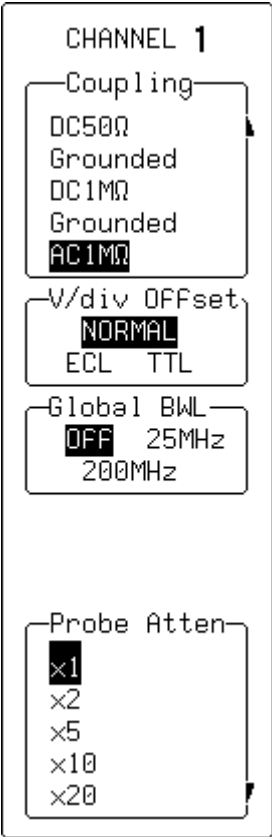 CHANNEL 1
Coupling
DC50Ω
Grounded
DC1MΩ
Grounded
AC1MΩ
V/div OFFset
NORMAL
ECL TTL
Global BWL
OFF 25MHz
200MHz
Probe Atten
×1
×2
×5
×10
×20